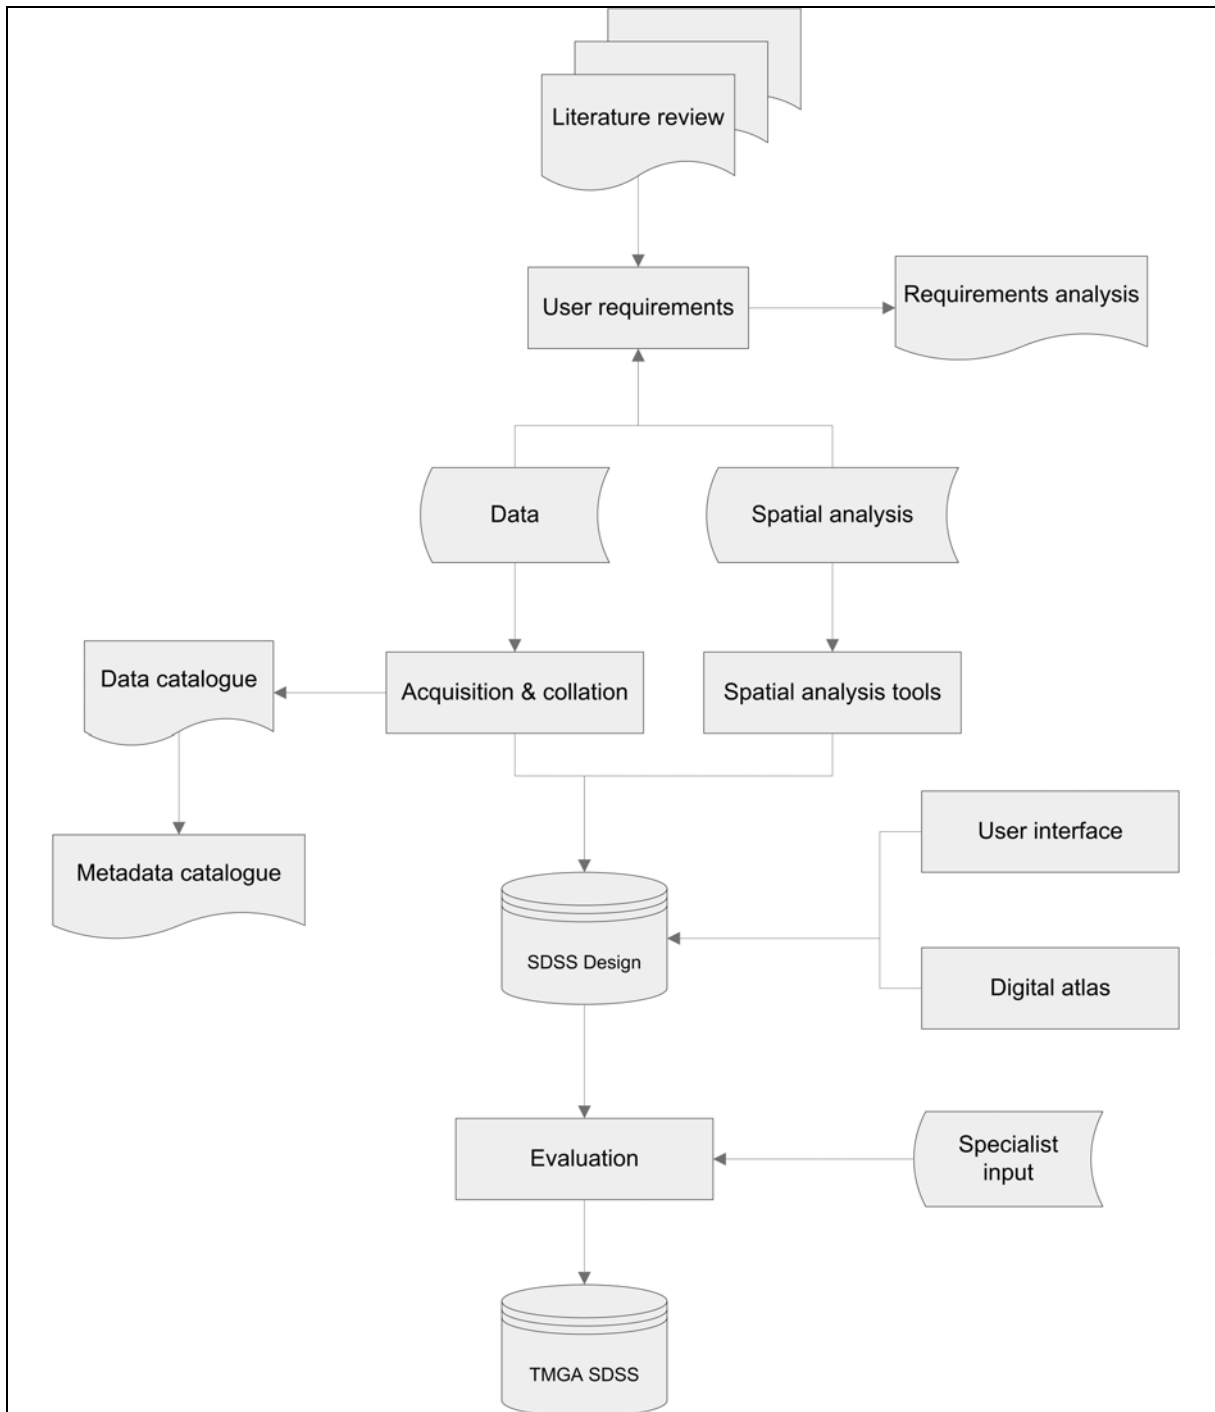 Literature review
User requirements
Requirements analysis
Data
Spatial analysis
Data catalogue
Acquisition & collation
Spatial analysis tools
User interface
Metadata catalogue
SDSS Design
Digital atlas
Evaluation
Specialist
input
TMGA SDSS